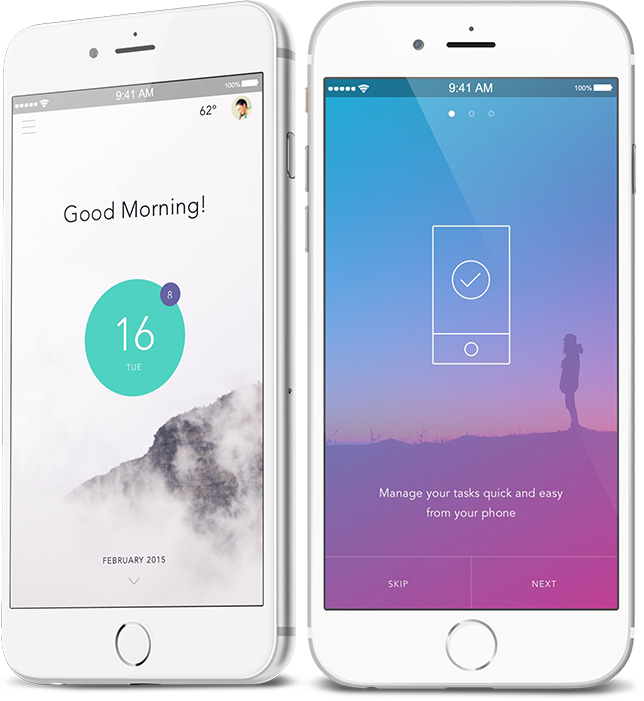 9:41 AM
100%
62°
Good Morning!
8
16
TUE
FEBRUARY 2015
9:41 AM
100%
Manage your tasks quick and easy
from your phone
SKIP
NEXT